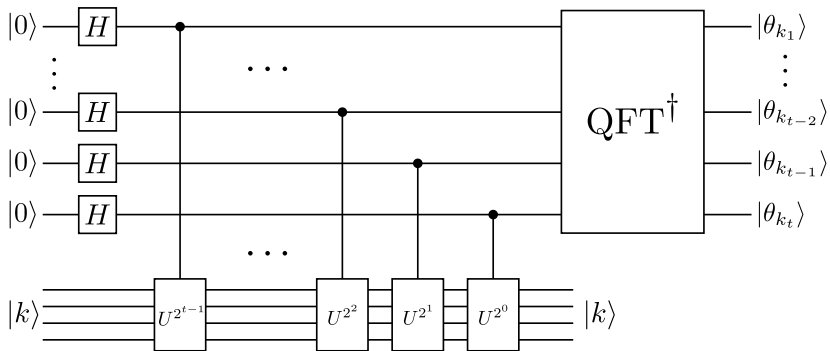 |0⟩ H |θ_{k_1}⟩
⋮ · · · ⋮
|0⟩ H QFT^† |θ_{k_{t−2}}⟩
|0⟩ H |θ_{k_{t−1}}⟩
|0⟩ H |θ_{k_t}⟩
· · ·
|k⟩ U^{2^{t−1}} U^{2^2} U^{2^1} U^{2^0} |k⟩